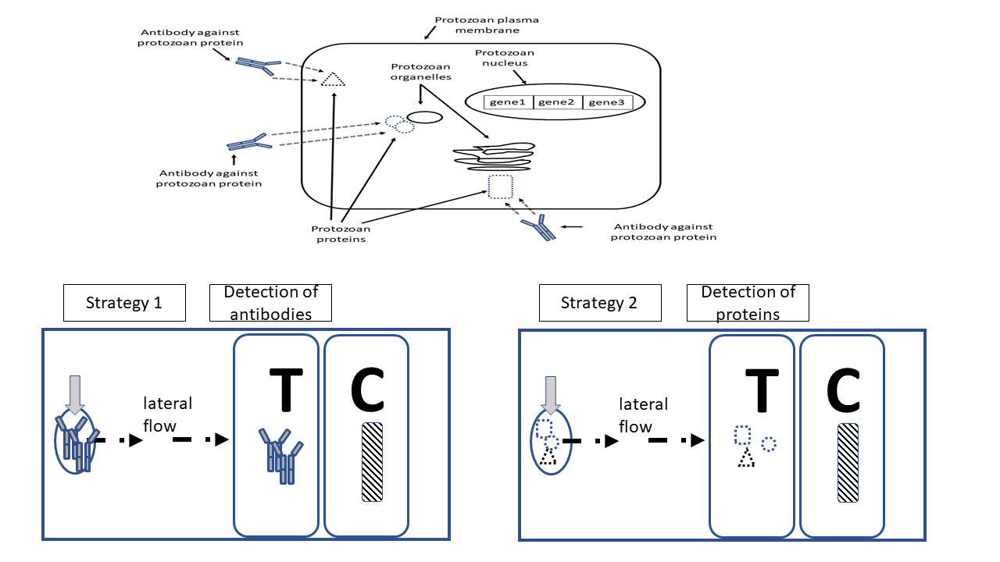 Protozoan plasma
membrane
Antibody against
protozoan protein
Protozoan
nucleus
Protozoan
organelles
gene1 gene2 gene3
Antibody against
protozoan protein
Protozoan
proteins
Antibody against
protozoan protein
Strategy 1
Detection of
antibodies
Strategy 2
Detection of
proteins
T C
lateral
flow
T C
lateral
flow